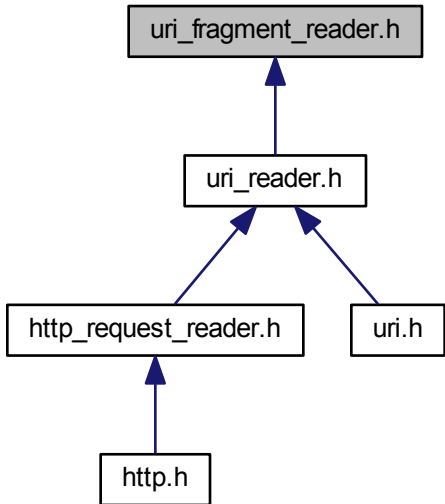 uri_fragment_reader.h
uri_reader.h
http_request_reader.h
uri.h
http.h